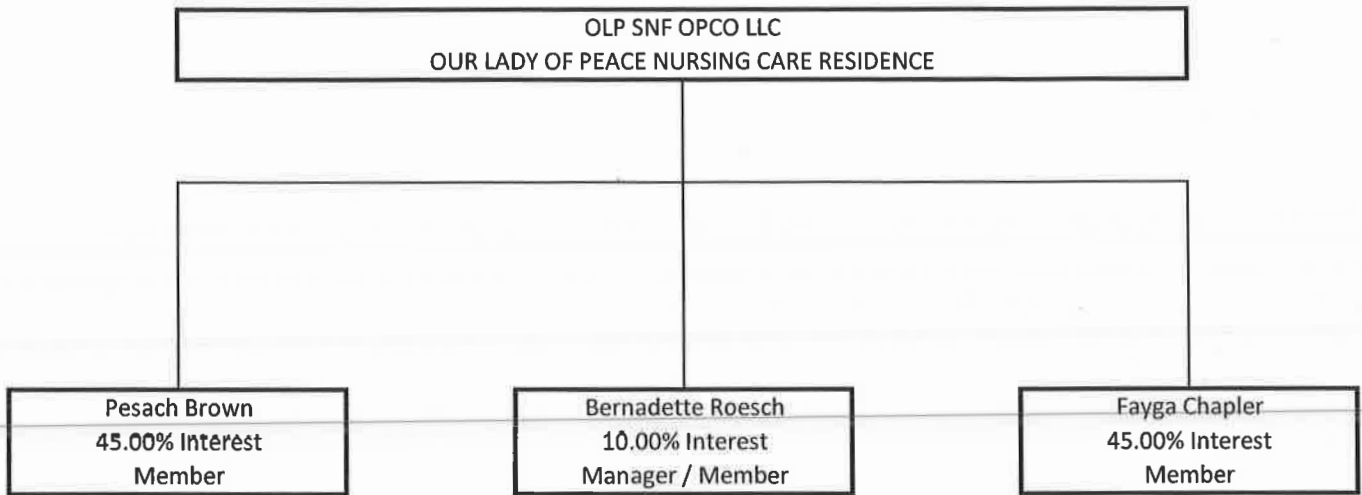 OLP SNF OPCO LLC
OUR LADY OF PEACE NURSING CARE RESIDENCE
Pesach Brown
45.00% Interest
Member
Bernadette Roesch
10.00% Interest
Manager / Member
Fayga Chapler
45.00% Interest
Member